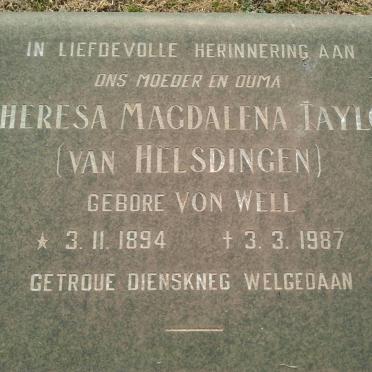 IN LIEFDEVOLLE HERINNERING AAN
ONS MOEDER EN OUMA
HERESA MAGDALENA TAYLO
(VAN HELSDINGEN)
GEBORE VON WELL
★ 3. 11. 1894 † 3. 3. 1987
GETROUE DIENSKNEG WELGEDAAN